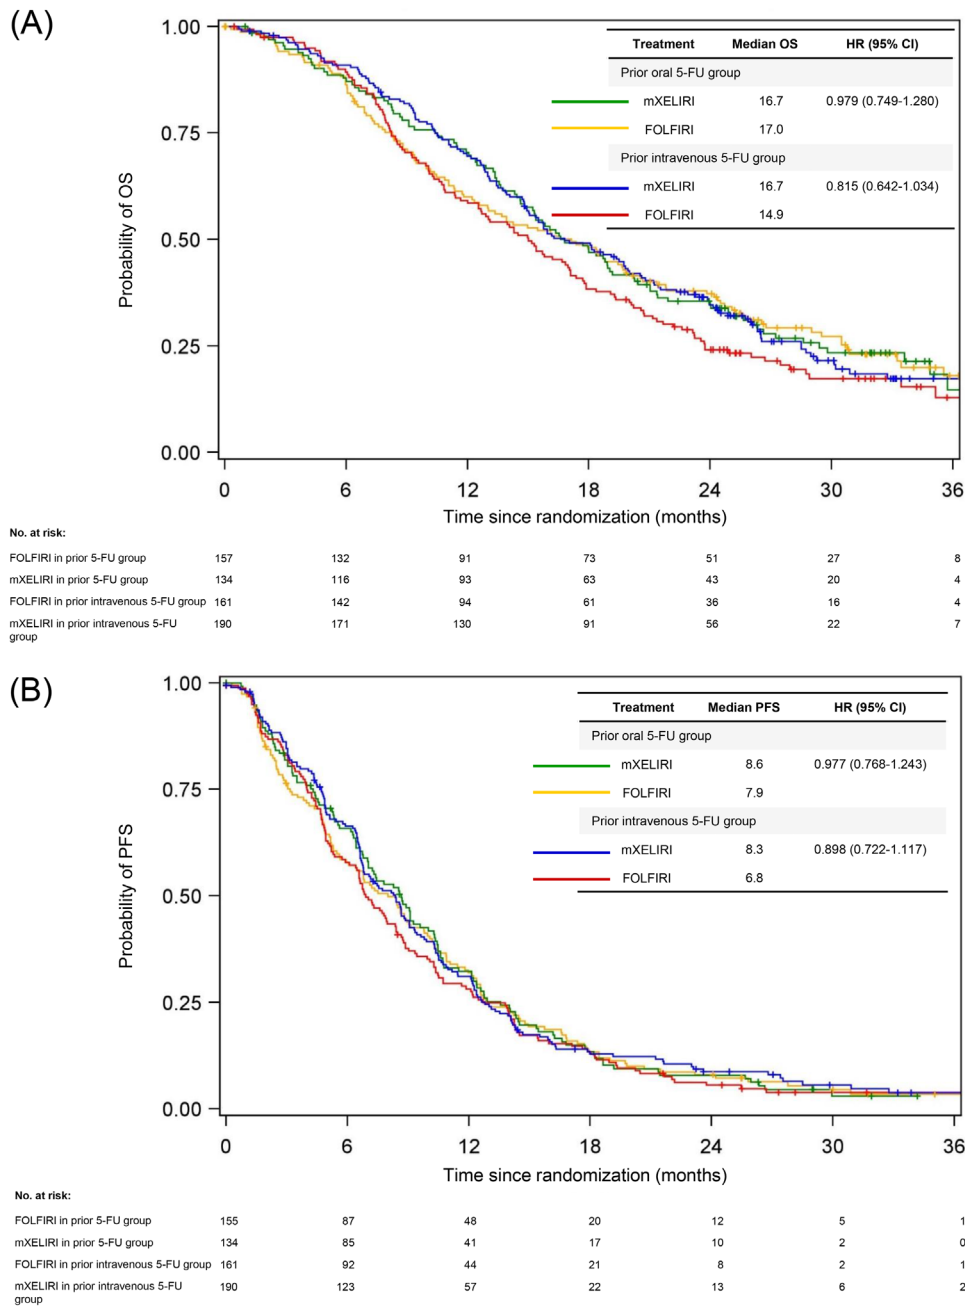 (A)
1.00
0.75
0.50
0.25
0.00
Probability of OS
Treatment Median OS HR (95% CI)
Prior oral 5-FU group
mXELIRI 16.7 0.979 (0.749-1.280)
FOLFIRI 17.0
Prior intravenous 5-FU group
mXELIRI 16.7 0.815 (0.642-1.034)
FOLFIRI 14.9
0 6 12 18 24 30 36
Time since randomization (months)
No. at risk:
FOLFIRI in prior 5-FU group 157 132 91 73 51 27 8
mXELIRI in prior 5-FU group 134 116 93 63 43 20 4
FOLFIRI in prior intravenous 5-FU group 161 142 94 61 36 16 4
mXELIRI in prior intravenous 5-FU 190 171 130 91 56 22 7
group
(B)
1.00
0.75
0.50
0.25
0.00
Probability of PFS
Treatment Median PFS HR (95% CI)
Prior oral 5-FU group
mXELIRI 8.6 0.977 (0.768-1.243)
FOLFIRI 7.9
Prior intravenous 5-FU group
mXELIRI 8.3 0.898 (0.722-1.117)
FOLFIRI 6.8
0 6 12 18 24 30 36
Time since randomization (months)
No. at risk:
FOLFIRI in prior 5-FU group 155 87 48 20 12 5 1
mXELIRI in prior 5-FU group 134 85 41 17 10 2 0
FOLFIRI in prior intravenous 5-FU group 161 92 44 21 8 2 1
mXELIRI in prior intravenous 5-FU 190 123 57 22 13 6 2
group